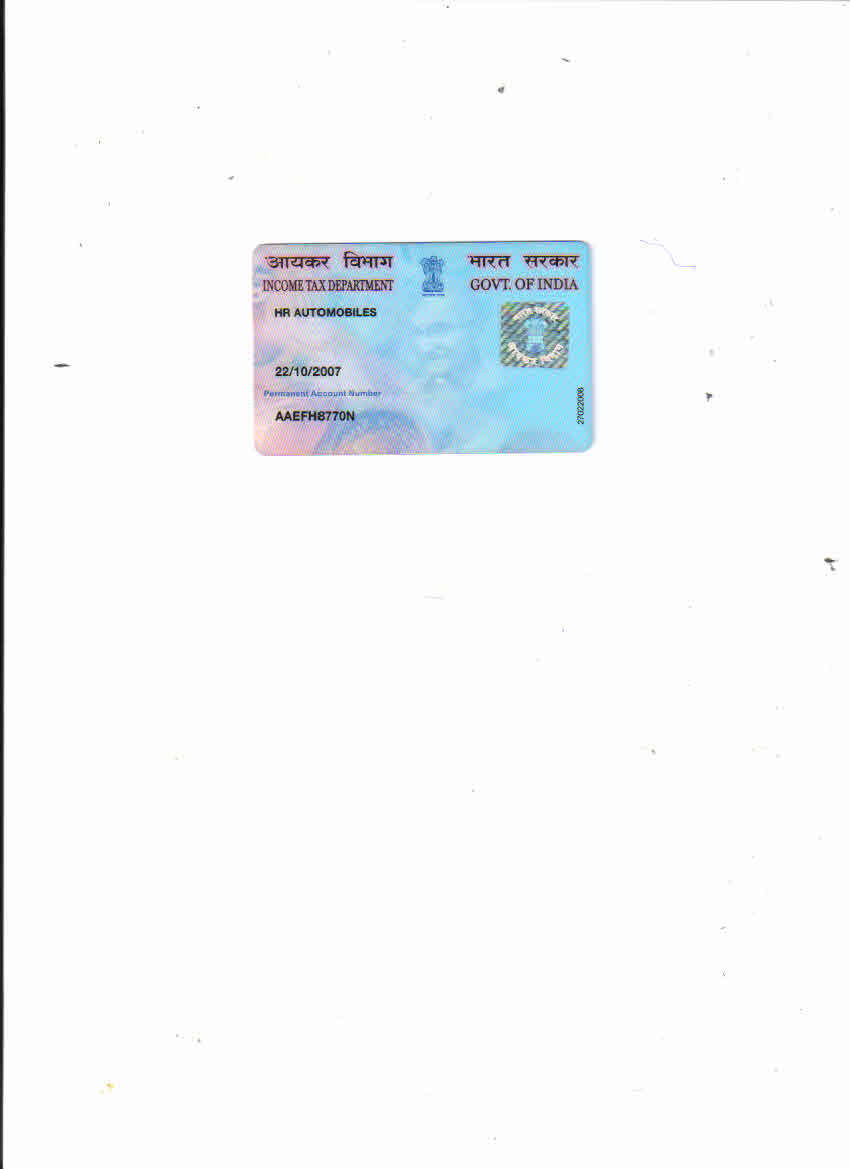 आयकर विभाग
INCOME TAX DEPARTMENT
भारत सरकार
GOVT. OF INDIA
HR AUTOMOBILES
22/10/2007
Permanent Account Number
AAEFH8770N
27022008